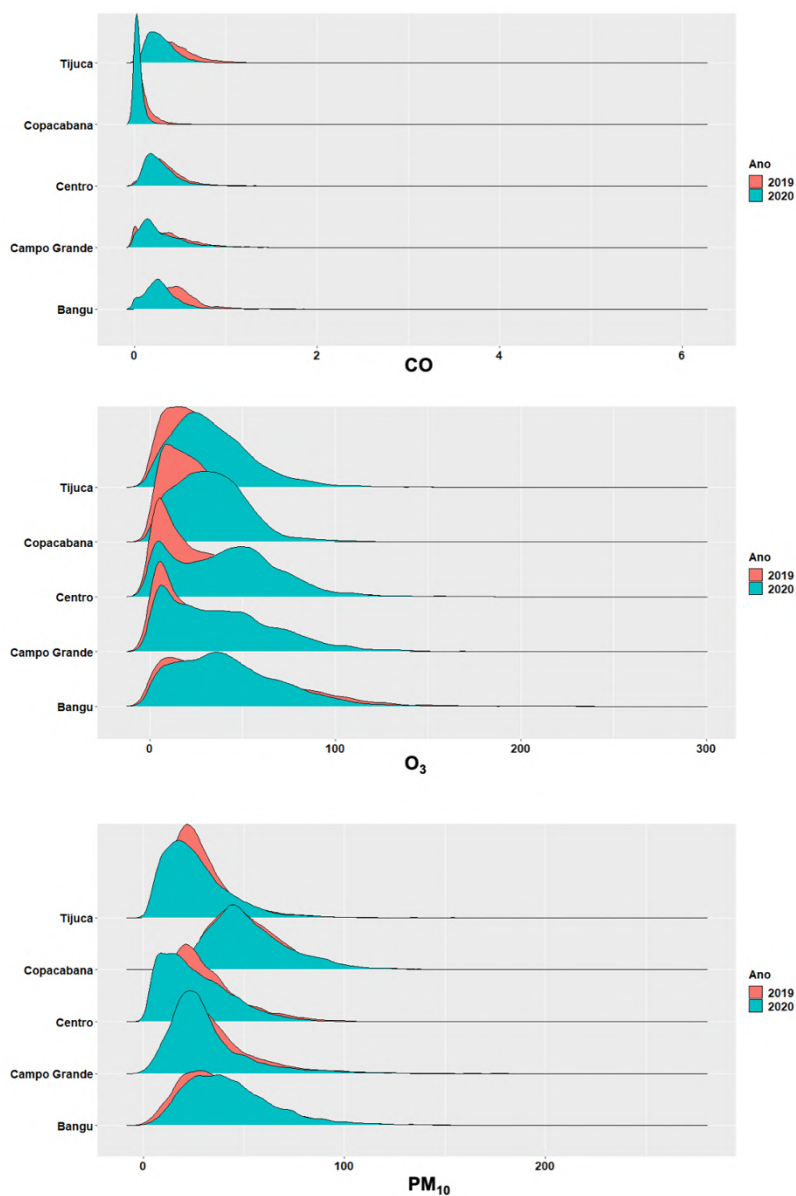 Tijuca
Copacabana
Centro
Campo Grande
Bangu
0 2 4 6
CO
Ano
2019
2020
Tijuca
Copacabana
Centro
Campo Grande
Bangu
0 100 200 300
O₃
Ano
2019
2020
Tijuca
Copacabana
Centro
Campo Grande
Bangu
0 100 200
PM₁₀
Ano
2019
2020